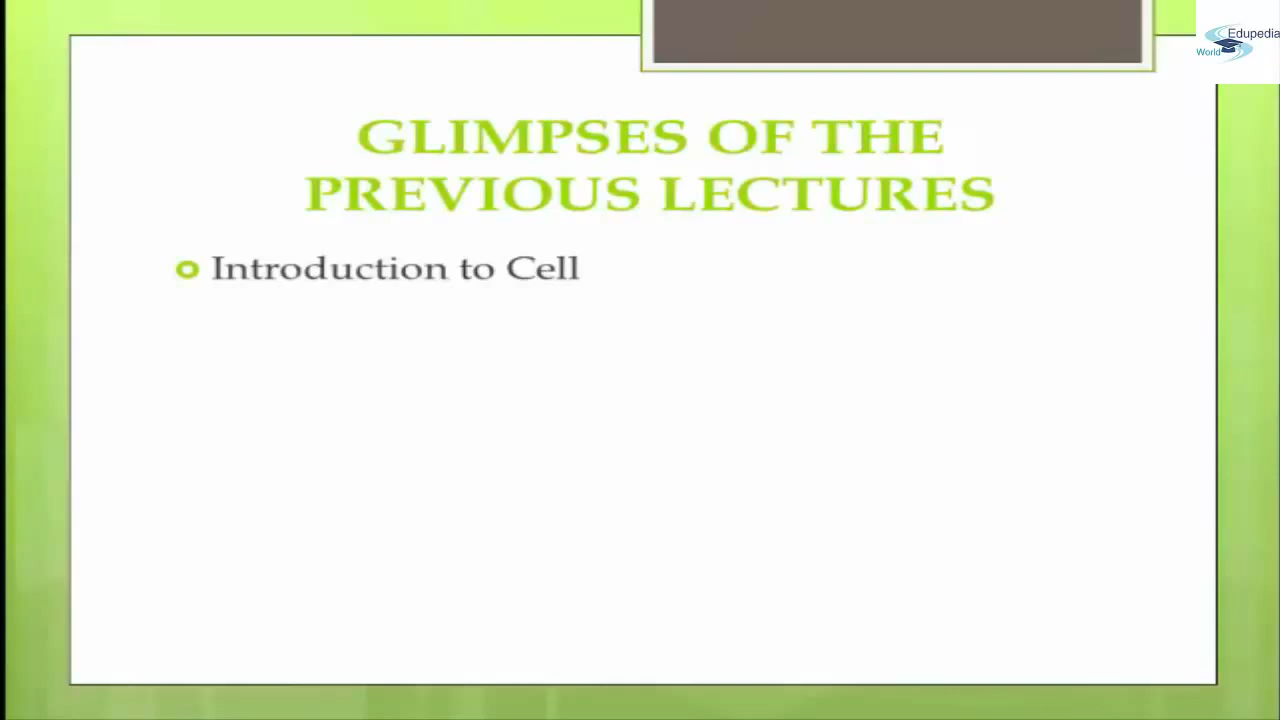 Edupedia
World
GLIMPSES OF THE
PREVIOUS LECTURES
Introduction to Cell